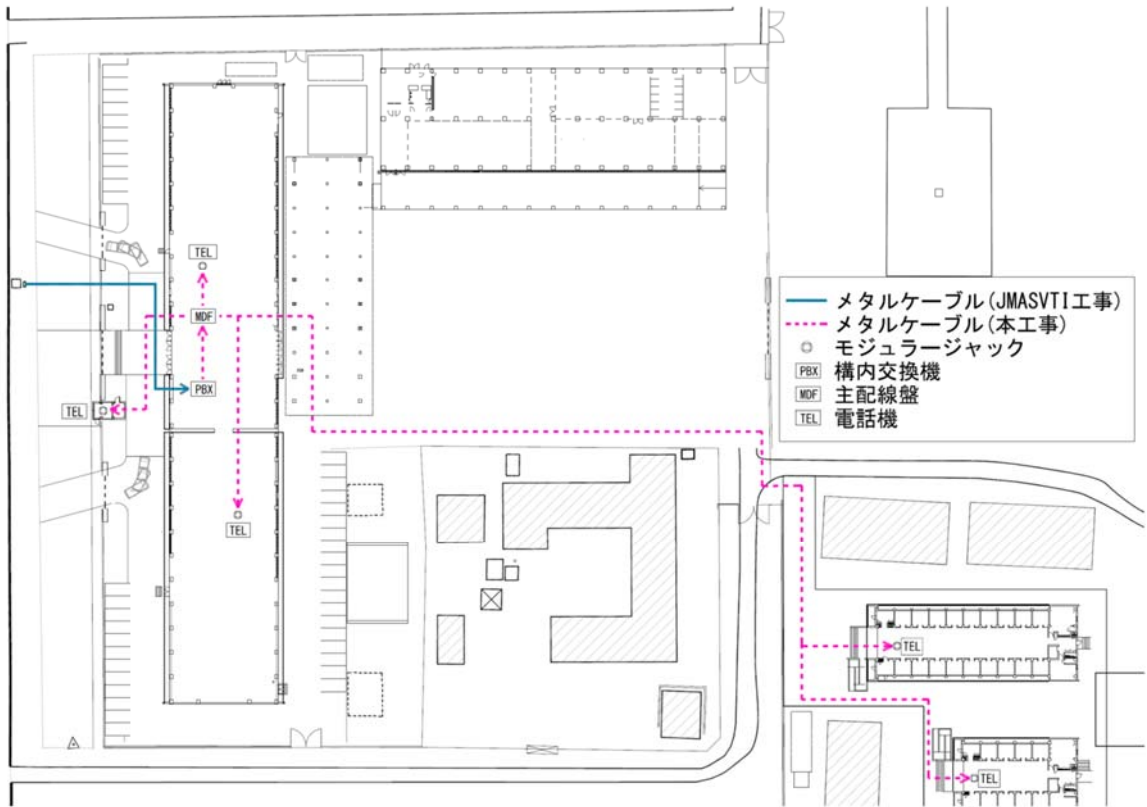 TEL
MDF
PBX
TEL
TEL
メタルケーブル(JMASVTI工事)
メタルケーブル(本工事)
モジュラージャック
PBX 構内交換機
MDF 主配線盤
TEL 電話機
TEL
TEL